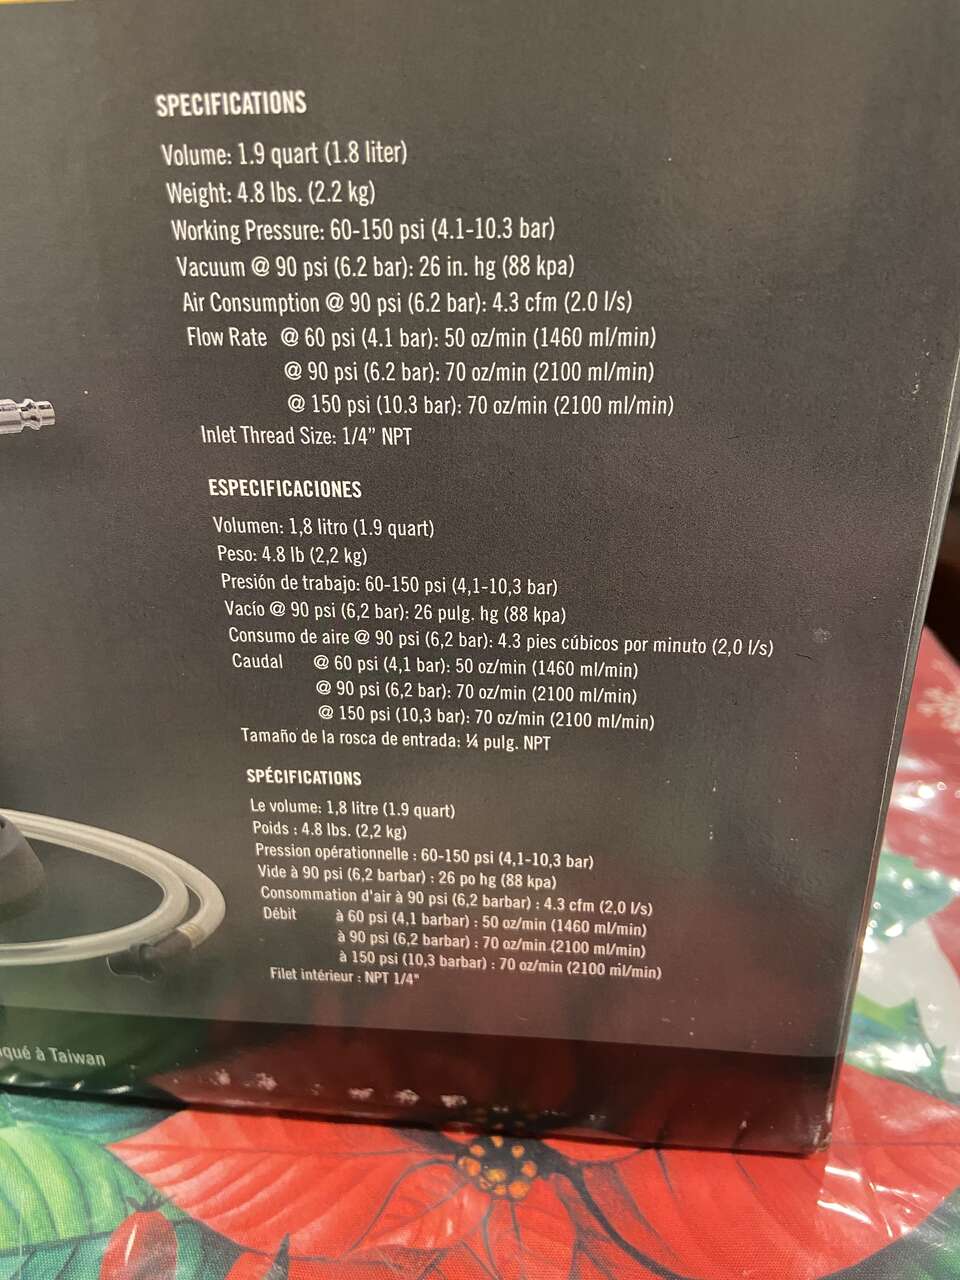 SPECIFICATIONS
Volume: 1.9 quart (1.8 liter)
Weight: 4.8 lbs. (2.2 kg)
Working Pressure: 60-150 psi (4.1-10.3 bar)
Vacuum @ 90 psi (6.2 bar): 26 in. hg (88 kpa)
Air Consumption @ 90 psi (6.2 bar): 4.3 cfm (2.0 l/s)
Flow Rate @ 60 psi (4.1 bar): 50 oz/min (1460 ml/min)
@ 90 psi (6.2 bar): 70 oz/min (2100 ml/min)
@ 150 psi (10.3 bar): 70 oz/min (2100 ml/min)
Inlet Thread Size: 1/4” NPT
ESPECIFICACIONES
Volumen: 1,8 litro (1.9 quart)
Peso: 4.8 lb (2,2 kg)
Presión de trabajo: 60-150 psi (4,1-10,3 bar)
Vacío @ 90 psi (6,2 bar): 26 pulg. hg (88 kpa)
Consumo de aire @ 90 psi (6,2 bar): 4.3 pies cúbicos por minuto (2,0 l/s)
Caudal @ 60 psi (4,1 bar): 50 oz/min (1460 ml/min)
@ 90 psi (6,2 bar): 70 oz/min (2100 ml/min)
@ 150 psi (10,3 bar): 70 oz/min (2100 ml/min)
Tamaño de la rosca de entrada: ¼ pulg. NPT
SPÉCIFICATIONS
Le volume: 1,8 litre (1.9 quart)
Poids : 4.8 lbs. (2,2 kg)
Pression opérationnelle : 60-150 psi (4,1-10,3 bar)
Vide à 90 psi (6,2 barbar) : 26 po hg (88 kpa)
Consommation d'air à 90 psi (6,2 barbar) : 4.3 cfm (2,0 l/s)
Débit à 60 psi (4,1 barbar) : 50 oz/min (1460 ml/min)
à 90 psi (6,2 barbar) : 70 oz/min (2100 ml/min)
à 150 psi (10,3 barbar) : 70 oz/min (2100 ml/min)
Filet intérieur : NPT 1/4"
à Taiwan